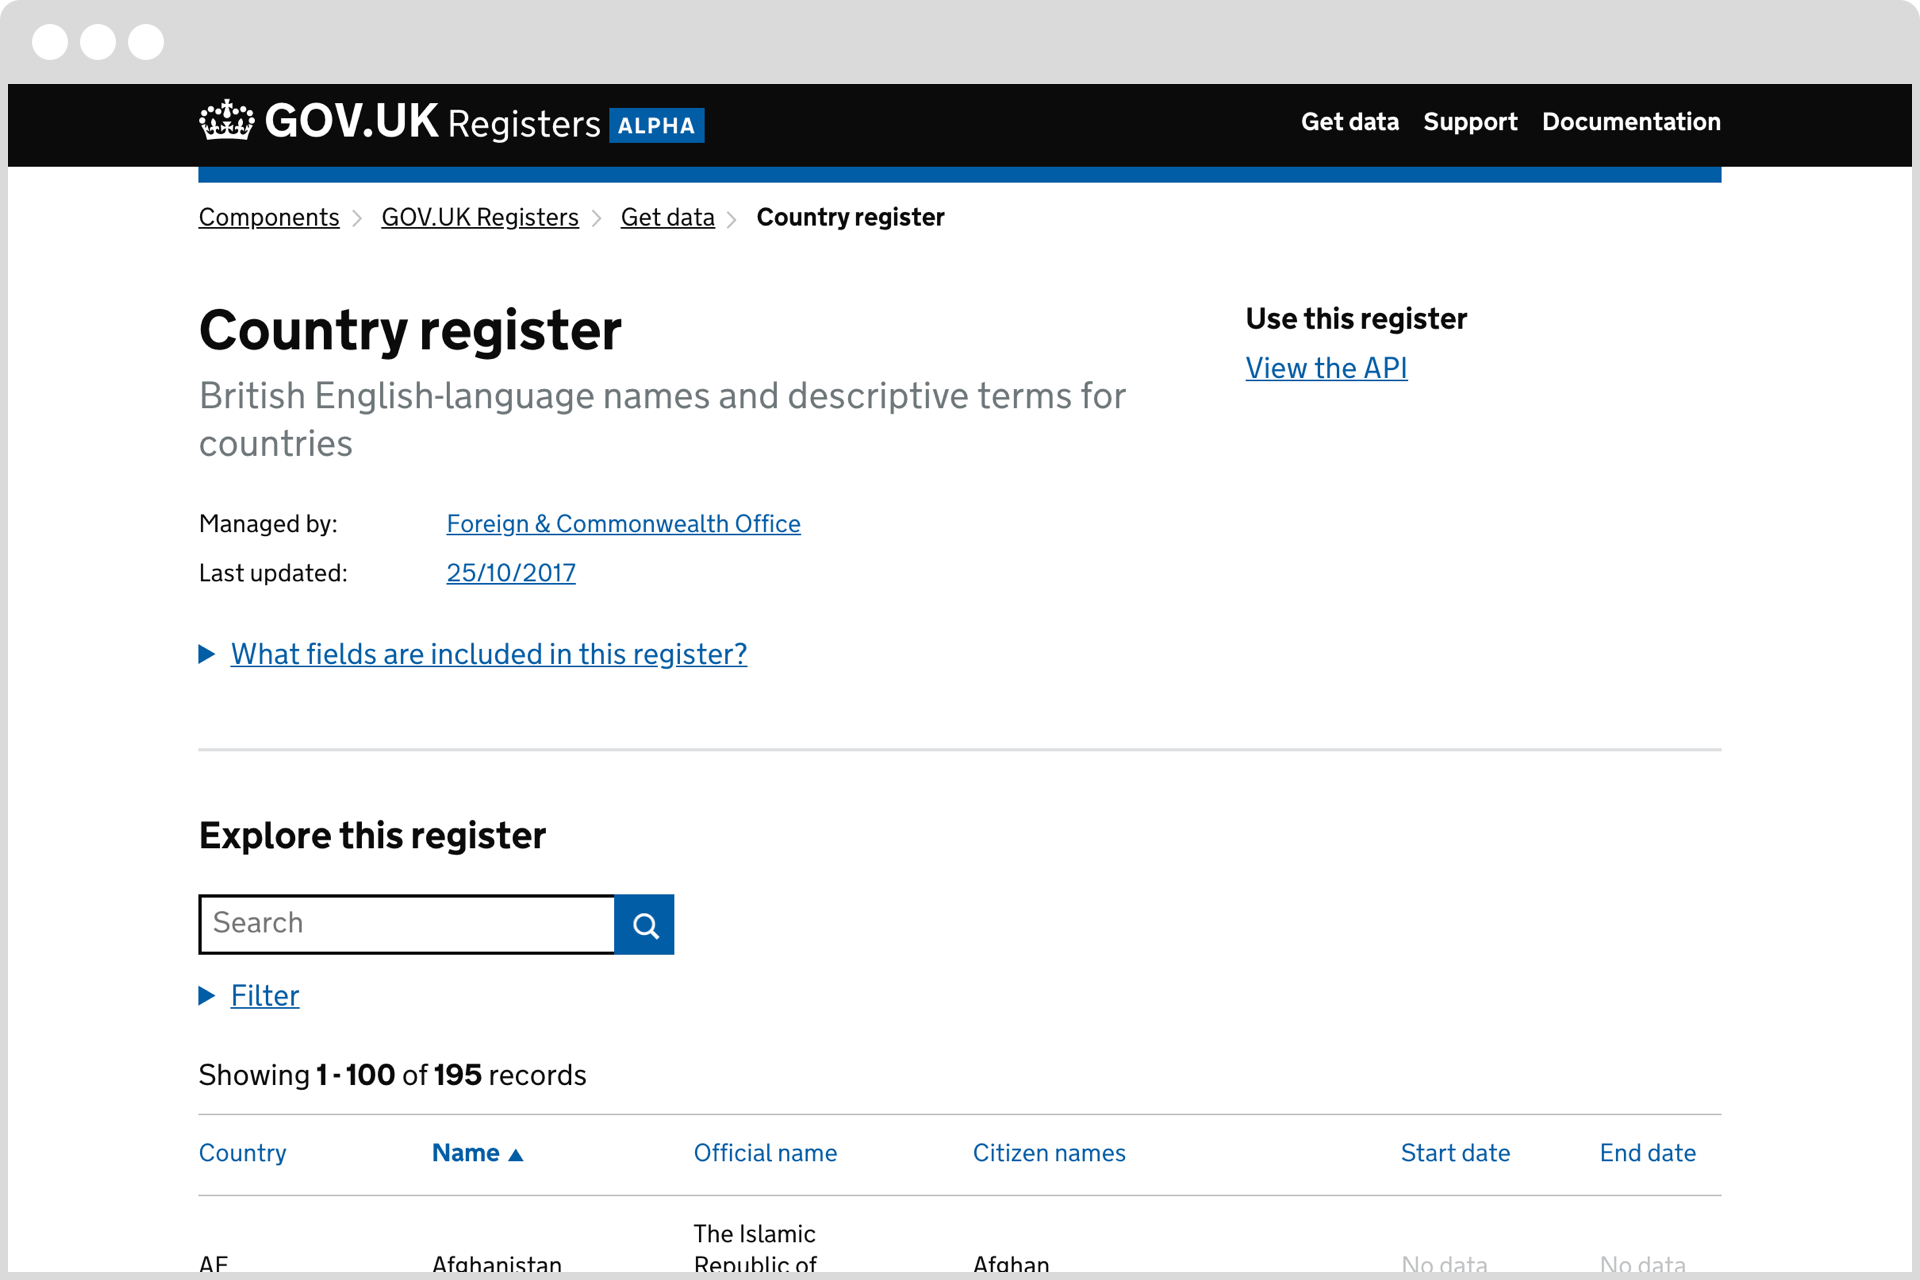 GOV.UK Registers ALPHA
Get data Support Documentation
Components GOV.UK Registers Get data Country register
Country register
British English-language names and descriptive terms for
countries
Use this register
View the API
Managed by: Foreign & Commonwealth Office
Last updated: 25/10/2017
What fields are included in this register?
Explore this register
Search
Filter
Showing 1 - 100 of 195 records
Country Name Official name Citizen names Start date End date
The Islamic
AF Afghanistan Republic of Afghan No data No data